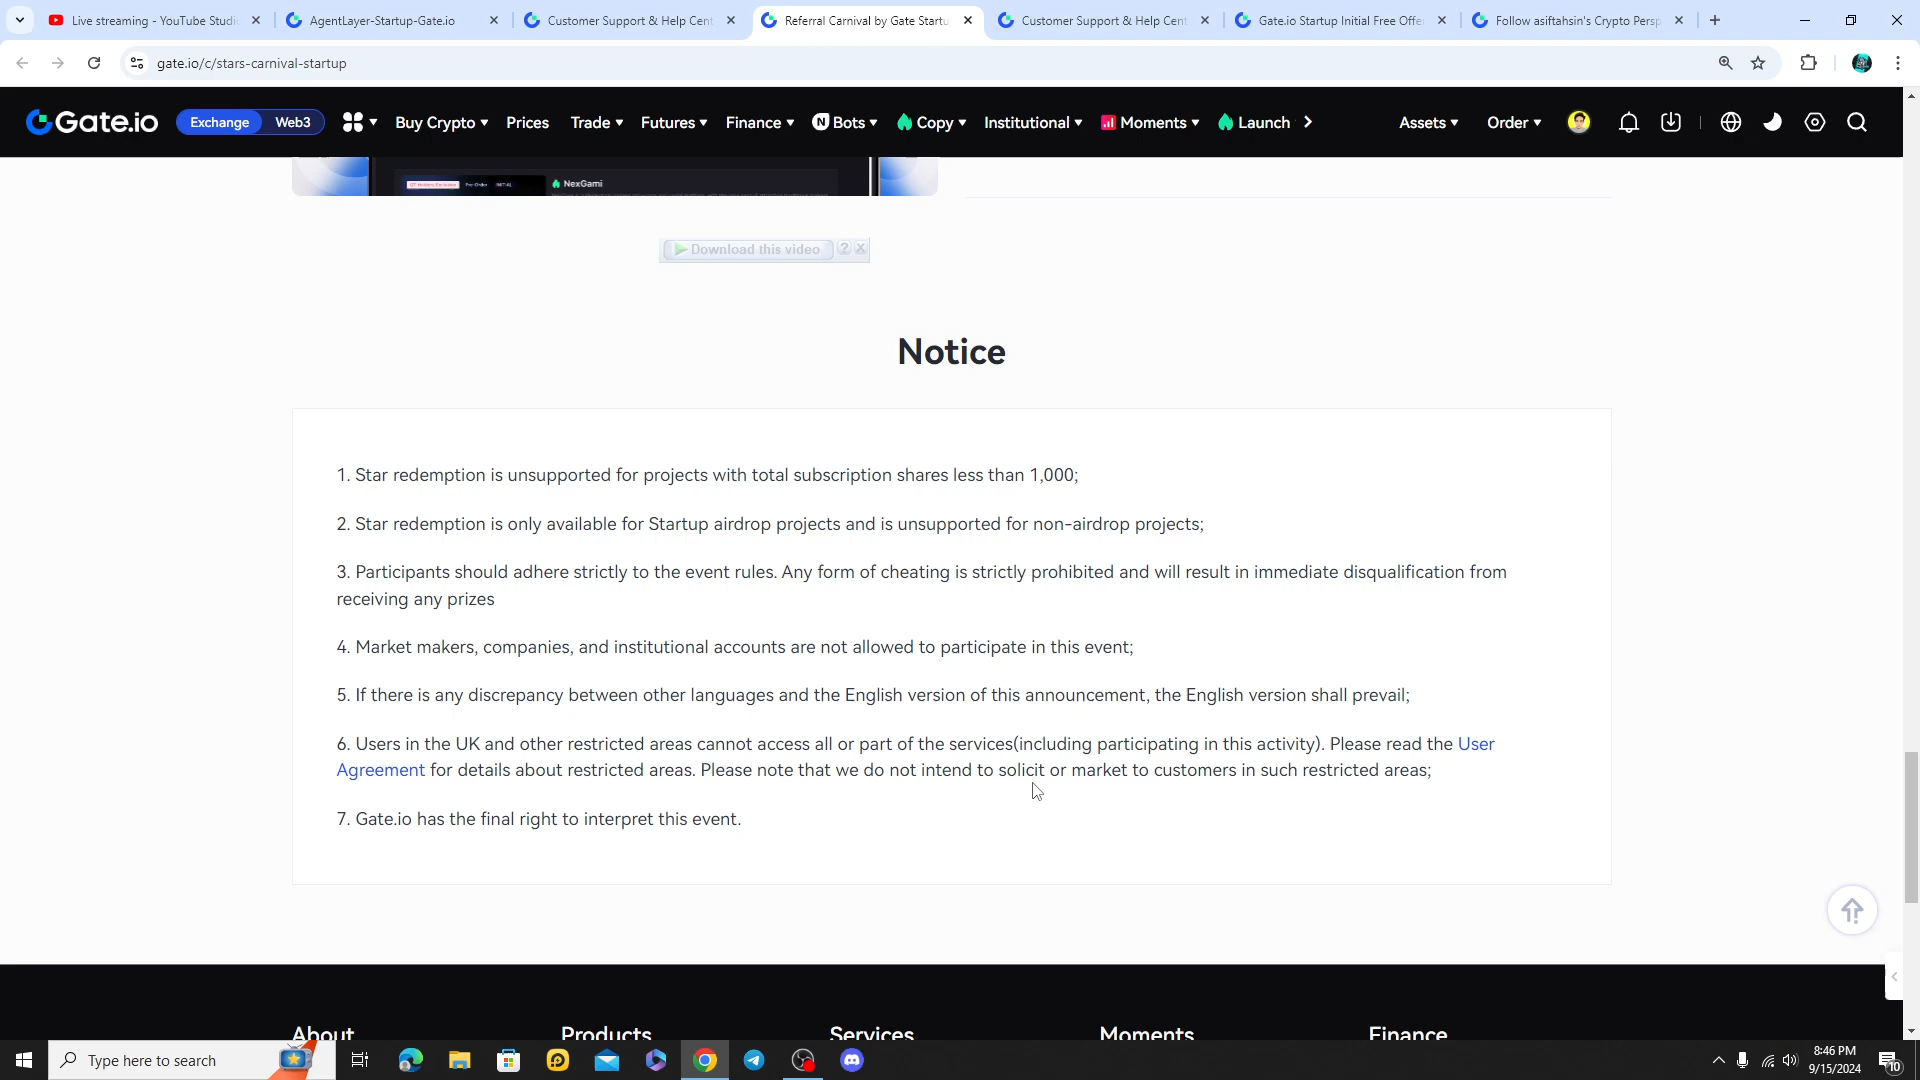 Live streaming - YouTube Studi
AgentLayer-Startup-Gate.io
Customer Support & Help Cent
Referral Carnival by Gate Startu
Customer Support & Help Cent
Gate.io Startup Initial Free Offe
Follow asiftahsin's Crypto Persp
gate.io/c/stars-carnival-startup
Gate.io Exchange Web3 Buy Crypto Prices Trade Futures Finance Bots Copy Institutional Moments Launch Assets Order
GT Holders Exclusive Pre-Order INITIAL NexGami
Download this video ? X
Notice
1. Star redemption is unsupported for projects with total subscription shares less than 1,000;
2. Star redemption is only available for Startup airdrop projects and is unsupported for non-airdrop projects;
3. Participants should adhere strictly to the event rules. Any form of cheating is strictly prohibited and will result in immediate disqualification from
receiving any prizes
4. Market makers, companies, and institutional accounts are not allowed to participate in this event;
5. If there is any discrepancy between other languages and the English version of this announcement, the English version shall prevail;
6. Users in the UK and other restricted areas cannot access all or part of the services(including participating in this activity). Please read the User
Agreement for details about restricted areas. Please note that we do not intend to solicit or market to customers in such restricted areas;
7. Gate.io has the final right to interpret this event.
About Products Services Moments Finance
Type here to search
8:46 PM
9/15/2024
10